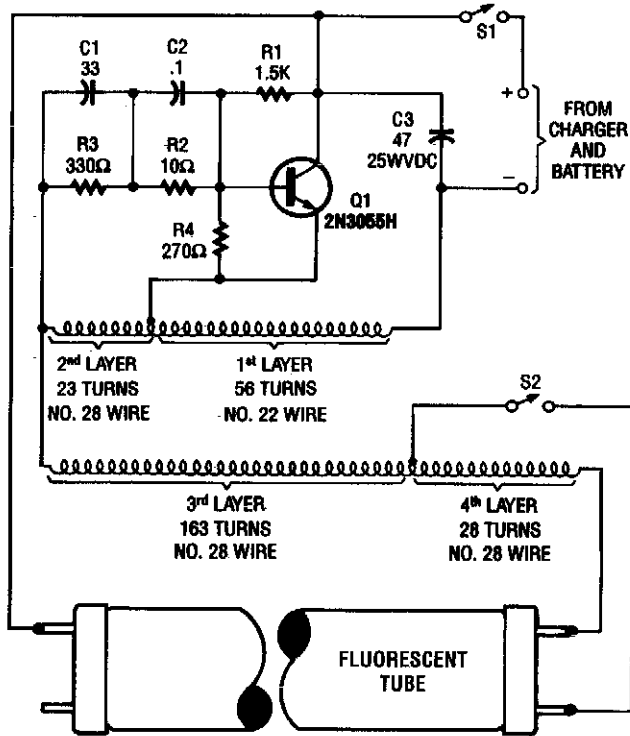 S1
C1
33
C2
.1
R1
1.5K
+
FROM
CHARGER
AND
BATTERY
–
C3
47
25WVDC
R3
330Ω
R2
10Ω
Q1
2N3055H
R4
270Ω
2nd LAYER
23 TURNS
NO. 28 WIRE
1st LAYER
56 TURNS
NO. 22 WIRE
S2
3rd LAYER
163 TURNS
NO. 28 WIRE
4th LAYER
28 TURNS
NO. 28 WIRE
FLUORESCENT
TUBE